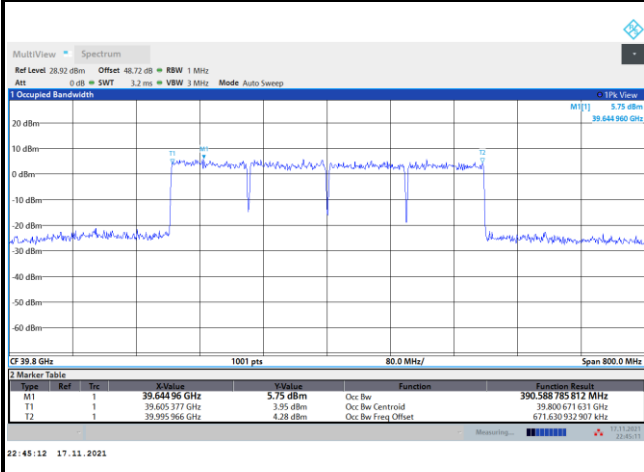 MultiView Spectrum
Ref Level 28.92 dBm Offset 48.72 dB RBW 1 MHz
Att 0 dB SWT 3.2 ms VBW 3 MHz Mode Auto Sweep
1 Occupied Bandwidth 1Pk View
M1[1] 5.75 dBm
39.644 960 GHz
20 dBm
10 dBm
T1 M1 T2
0 dBm
-10 dBm
-20 dBm
-30 dBm
-40 dBm
-50 dBm
-60 dBm
CF 39.8 GHz 1001 pts 80.0 MHz/ Span 800.0 MHz
2 Marker Table
Type Ref Trc X-Value Y-Value Function Function Result
M1 1 39.644 96 GHz 5.75 dBm Occ Bw 390.588 785 812 MHz
T1 1 39.605 377 GHz 3.95 dBm Occ Bw Centroid 39.800 671 631 GHz
T2 1 39.995 966 GHz 4.28 dBm Occ Bw Freq Offset 671.630 932 907 kHz
Measuring... 17.11.2021
22:45:11
22:45:12 17.11.2021